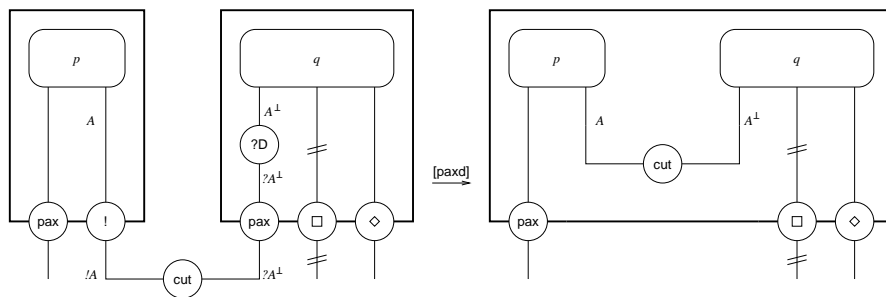 p
q
p
q
A
A⊥
?D
?A⊥
[paxd]
A
A⊥
cut
pax
!
pax
□
◇
pax
□
◇
!A
cut
?A⊥